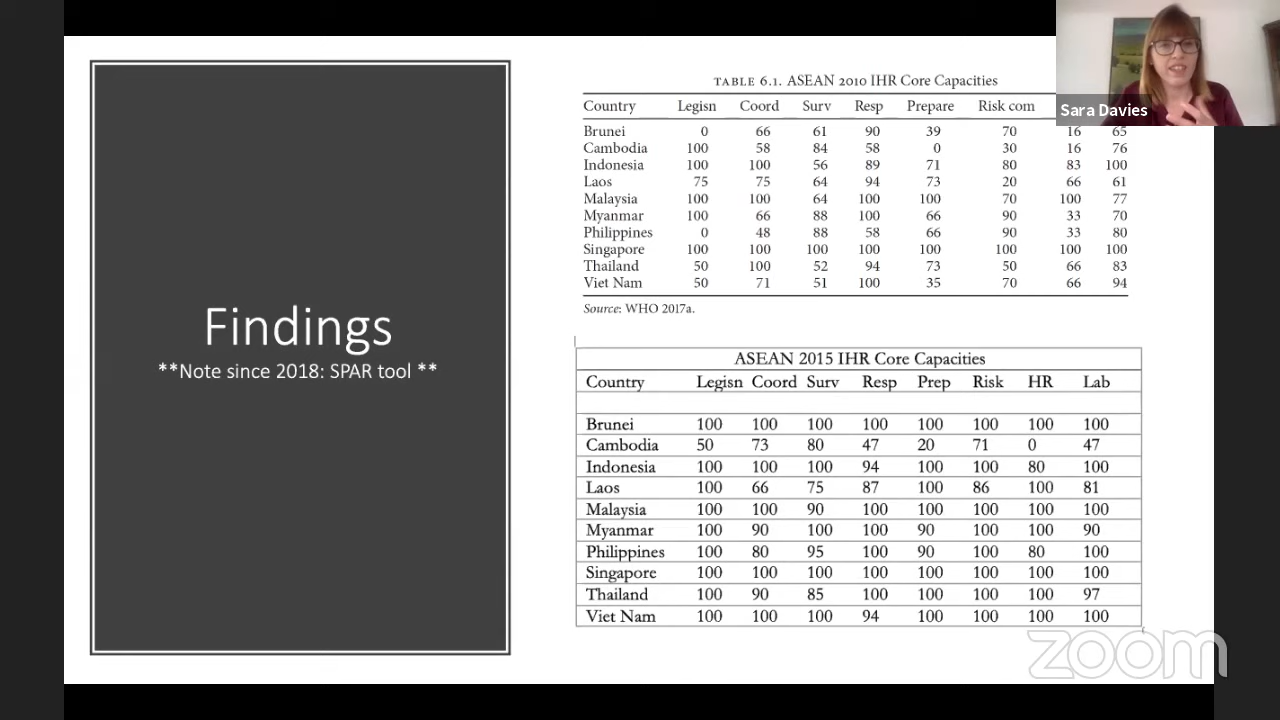 Findings
**Note since 2018: SPAR tool **
TABLE 6.1. ASEAN 2010 IHR Core Capacities
Country Legisn Coord Surv Resp Prepare Risk com
Brunei 0 66 61 90 39 70 16 65
Cambodia 100 58 84 58 0 30 16 76
Indonesia 100 100 56 89 71 80 83 100
Laos 75 75 64 94 73 20 66 61
Malaysia 100 100 64 100 100 70 100 77
Myanmar 100 66 88 100 66 90 33 70
Philippines 0 48 88 58 66 90 33 80
Singapore 100 100 100 100 100 100 100 100
Thailand 50 100 52 94 73 50 66 83
Viet Nam 50 71 51 100 35 70 66 94
Source: WHO 2017a.
ASEAN 2015 IHR Core Capacities
Country Legisn Coord Surv Resp Prep Risk HR Lab
Brunei 100 100 100 100 100 100 100 100
Cambodia 50 73 80 47 20 71 0 47
Indonesia 100 100 100 94 100 100 80 100
Laos 100 66 75 87 100 86 100 81
Malaysia 100 100 90 100 100 100 100 100
Myanmar 100 90 100 100 90 100 100 90
Philippines 100 80 95 100 90 100 80 100
Singapore 100 100 100 100 100 100 100 100
Thailand 100 90 85 100 100 100 100 97
Viet Nam 100 100 100 94 100 100 100 100
Sara Davies
zoom